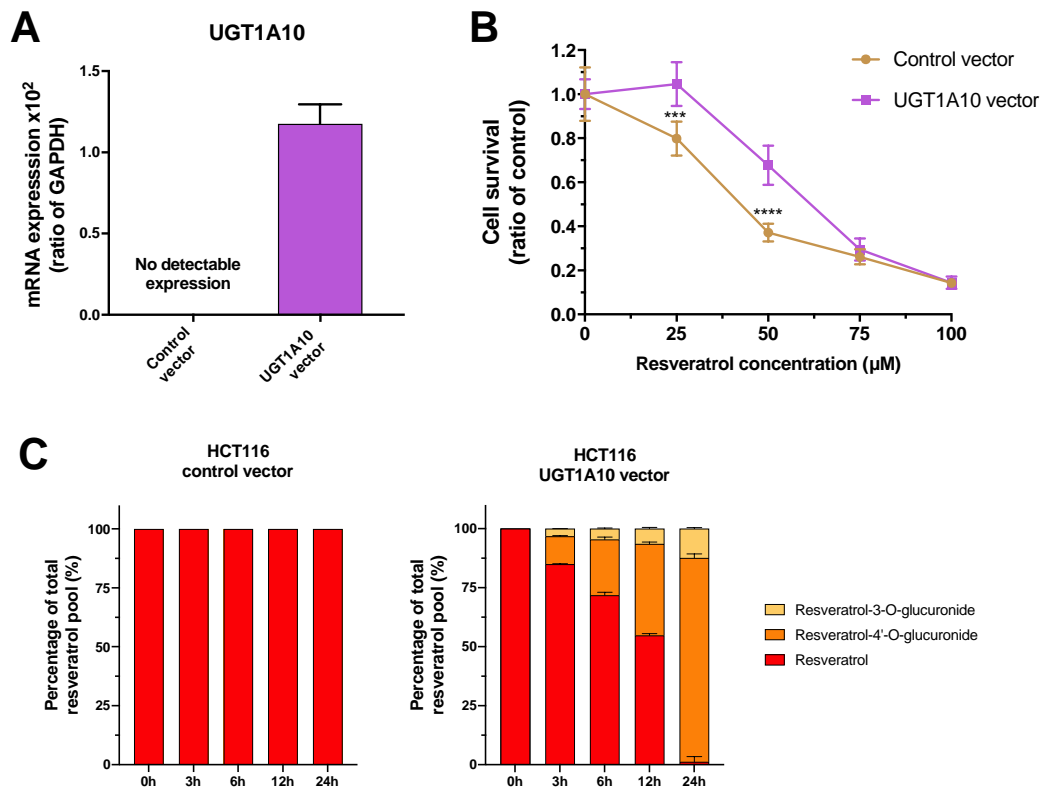 A
UGT1A10
mRNA expresssion x10²
(ratio of GAPDH)
1.5
1.0
0.5
0.0
No detectable
expression
Control
vector
UGT1A10
vector
B
Cell survival
(ratio of control)
1.2
1.0
0.8
0.6
0.4
0.2
0
***
****
0
25
50
75
100
Resveratrol concentration (µM)
Control vector
UGT1A10 vector
C
HCT116
control vector
Percentage of total
resveratrol pool (%)
100
75
50
25
0
0h
3h
6h
12h
24h
HCT116
UGT1A10 vector
Percentage of total
resveratrol pool (%)
100
75
50
25
0
0h
3h
6h
12h
24h
Resveratrol-3-O-glucuronide
Resveratrol-4'-O-glucuronide
Resveratrol